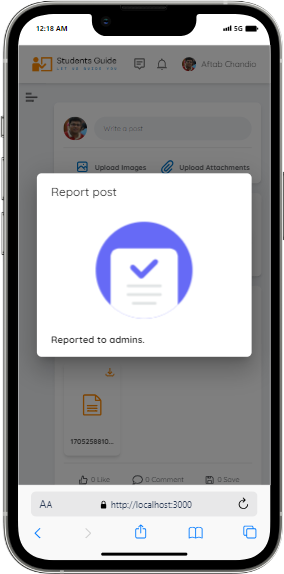 12:18 AM
5G
Students Guide
LET US GUIDE YOU
Aftab Chandio
Write a post
Upload Images
Upload Attachments
Report post
Reported to admins.
1705258810...
0 Like
0 Comment
0 Save
AA
http://localhost:3000